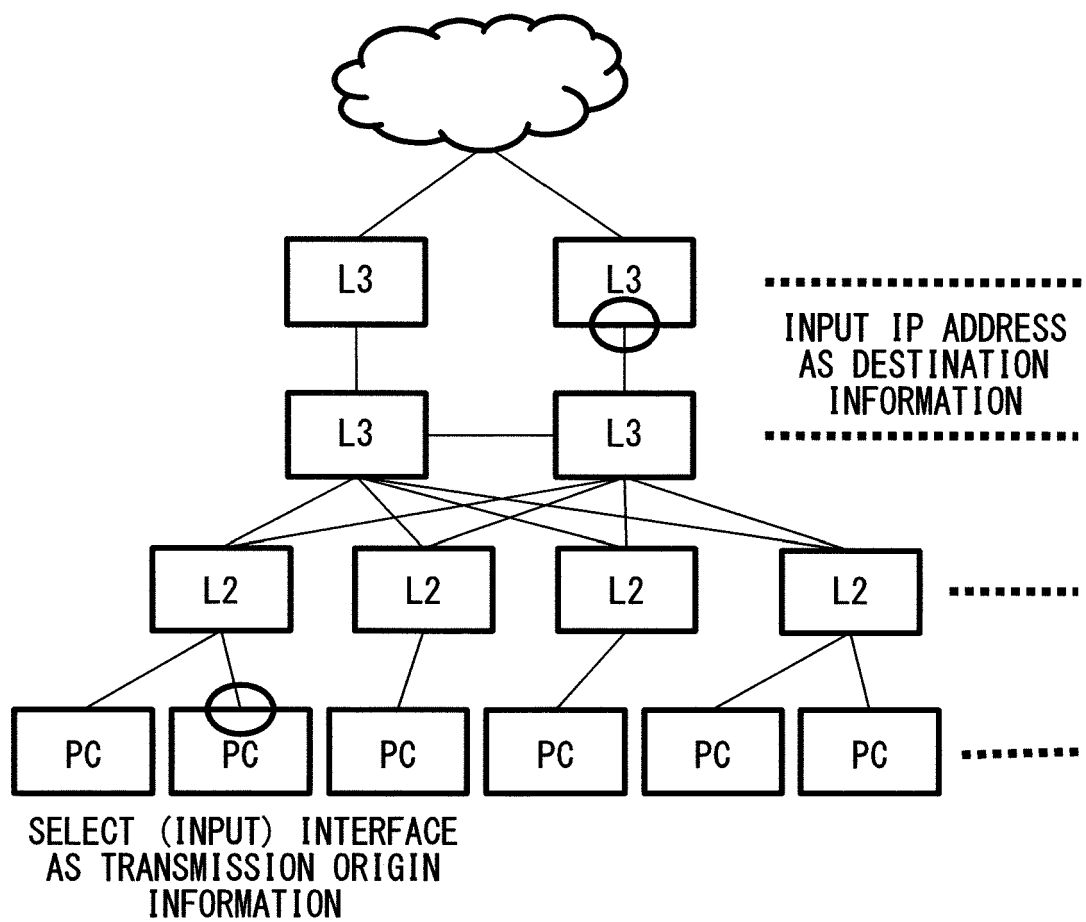 L3
L3
INPUT IP ADDRESS
AS DESTINATION
INFORMATION
L3
L3
L2
L2
L2
L2
PC
PC
PC
PC
PC
PC
SELECT (INPUT) INTERFACE
AS TRANSMISSION ORIGIN
INFORMATION